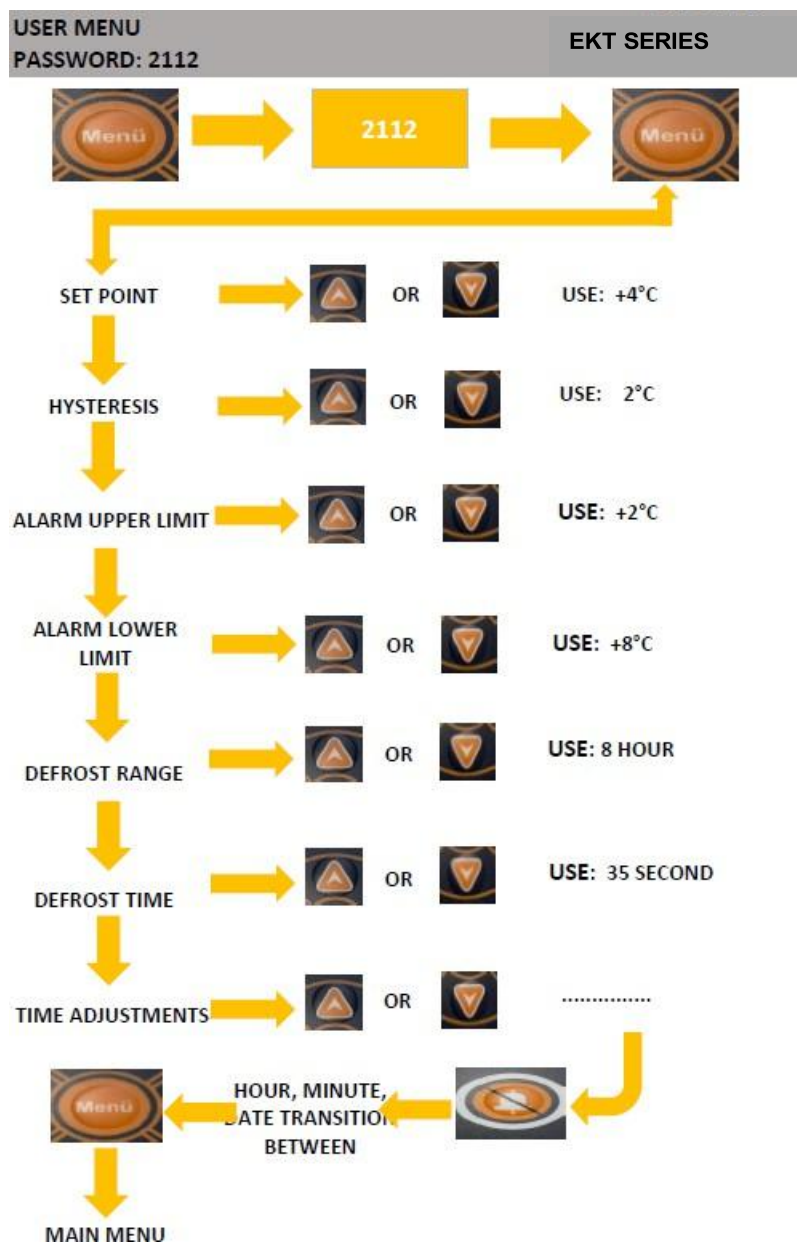 USER MENU
PASSWORD: 2112
EKT SERIES
Menü
2112
Menü
SET POINT
OR
USE: +4°C
HYSTERESIS
OR
USE: 2°C
ALARM UPPER LIMIT
OR
USE: +2°C
ALARM LOWER
LIMIT
OR
USE: +8°C
DEFROST RANGE
OR
USE: 8 HOUR
DEFROST TIME
OR
USE: 35 SECOND
TIME ADJUSTMENTS
OR
...............
Menü
HOUR, MINUTE,
BETWEEN
MAIN MENU